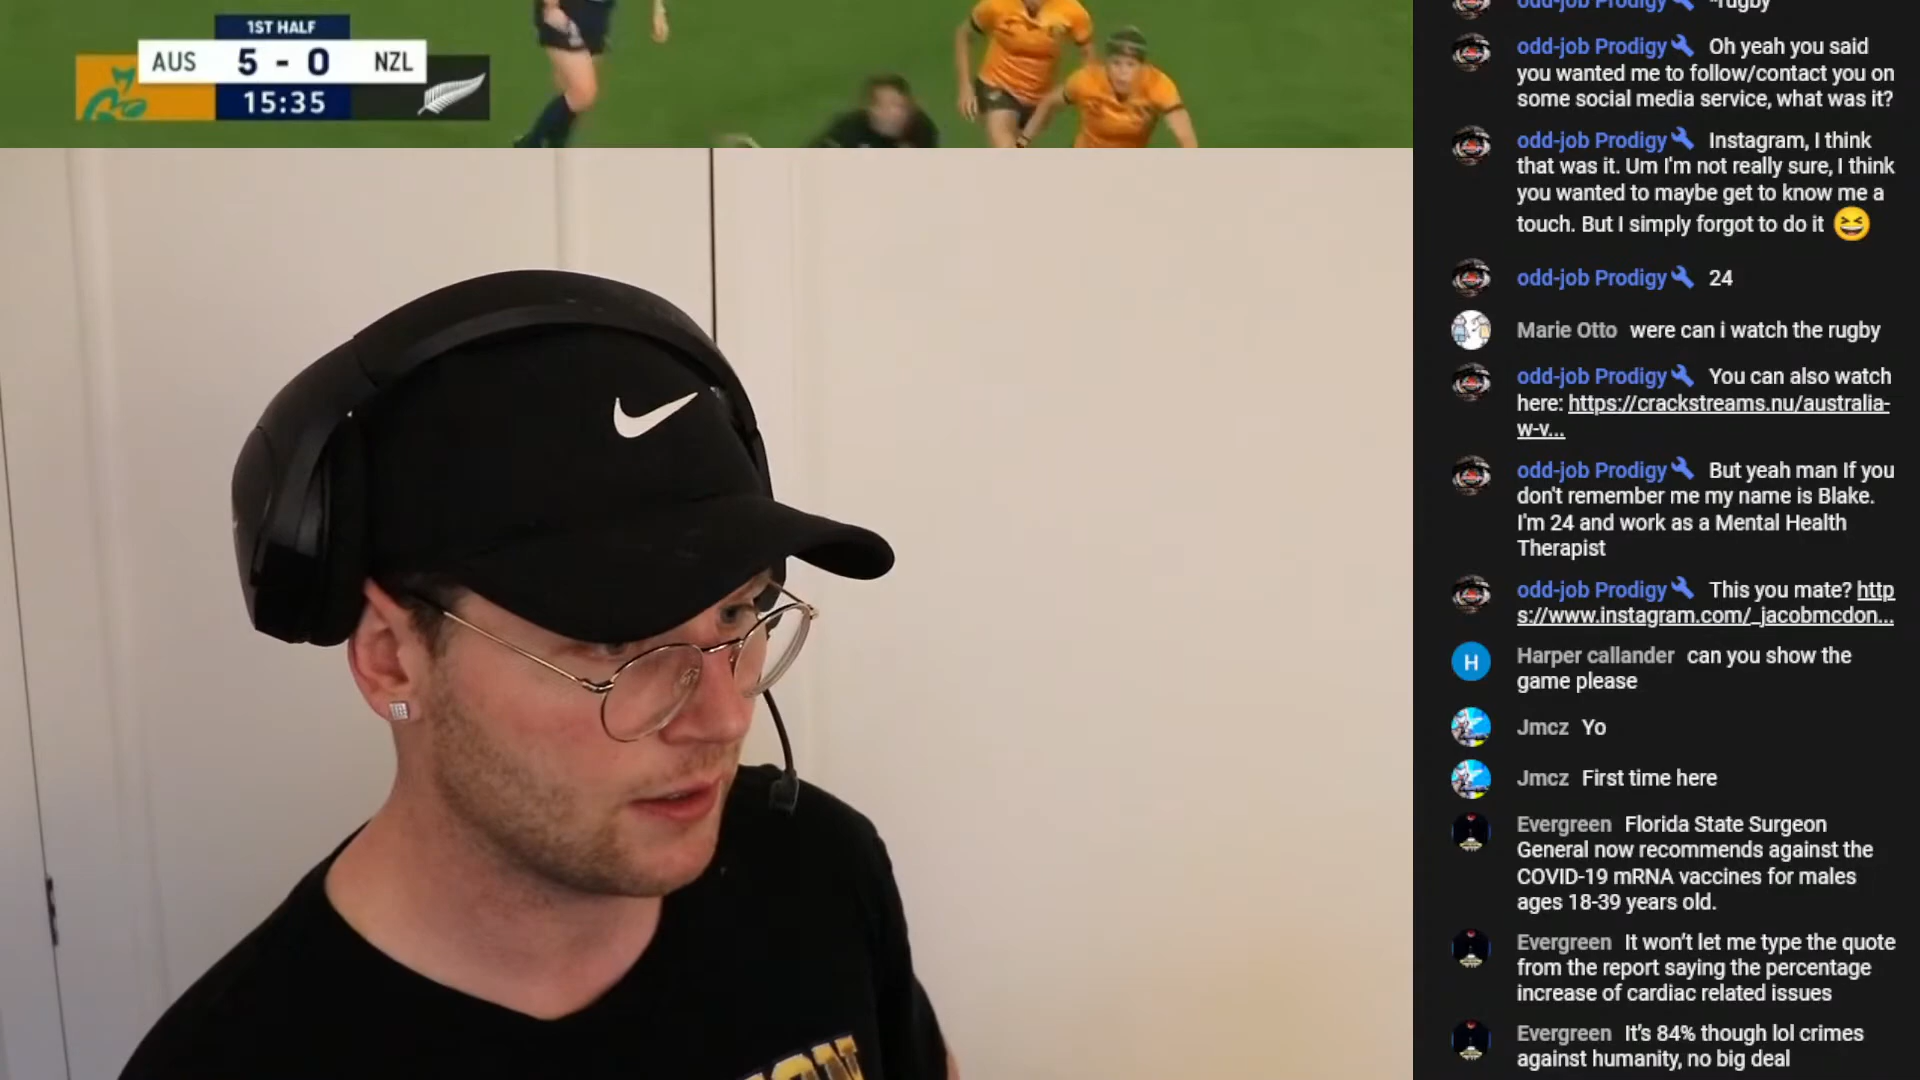 1ST HALF
AUS 5 - 0 NZL
15:35
odd-job Prodigy *rugby
odd-job Prodigy Oh yeah you said
you wanted me to follow/contact you on
some social media service, what was it?
odd-job Prodigy Instagram, I think
that was it. Um I'm not really sure, I think
you wanted to maybe get to know me a
touch. But I simply forgot to do it 😆
odd-job Prodigy 24
Marie Otto were can i watch the rugby
odd-job Prodigy You can also watch
here: https://crackstreams.nu/australia-
w-v...
odd-job Prodigy But yeah man If you
don't remember me my name is Blake.
I'm 24 and work as a Mental Health
Therapist
odd-job Prodigy This you mate? http
s://www.instagram.com/_jacobmcdon...
H
Harper callander can you show the
game please
Jmcz Yo
Jmcz First time here
Evergreen Florida State Surgeon
General now recommends against the
COVID-19 mRNA vaccines for males
ages 18-39 years old.
Evergreen It won't let me type the quote
from the report saying the percentage
increase of cardiac related issues
Evergreen It's 84% though lol crimes
against humanity, no big deal